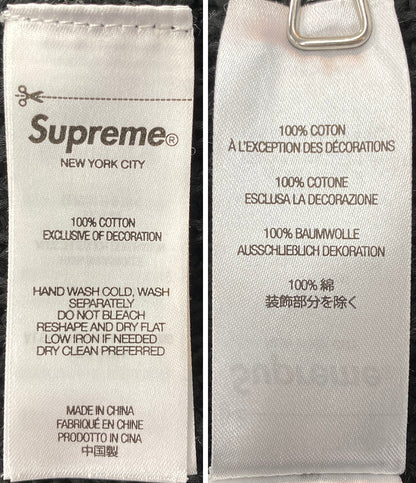 Supreme®
NEW YORK CITY
100% COTTON
EXCLUSIVE OF DECORATION
HAND WASH COLD, WASH
SEPARATELY
DO NOT BLEACH
RESHAPE AND DRY FLAT
LOW IRON IF NEEDED
DRY CLEAN PREFERRED
MADE IN CHINA
FABRIQUÉ EN CHINE
PRODOTTO IN CINA
中国製
100% COTON
À L'EXCEPTION DES DÉCORATIONS
100% COTONE
ESCLUSA LA DECORAZIONE
100% BAUMWOLLE
AUSSCHLIEßLICH DEKORATION
100% 綿
装飾部分を除く
Supreme